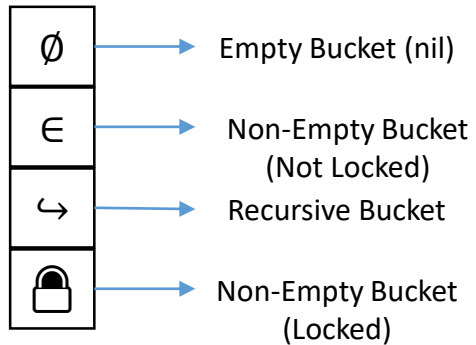 ∅ Empty Bucket (nil)
∈ Non-Empty Bucket
(Not Locked)
↪ Recursive Bucket
Non-Empty Bucket
(Locked)